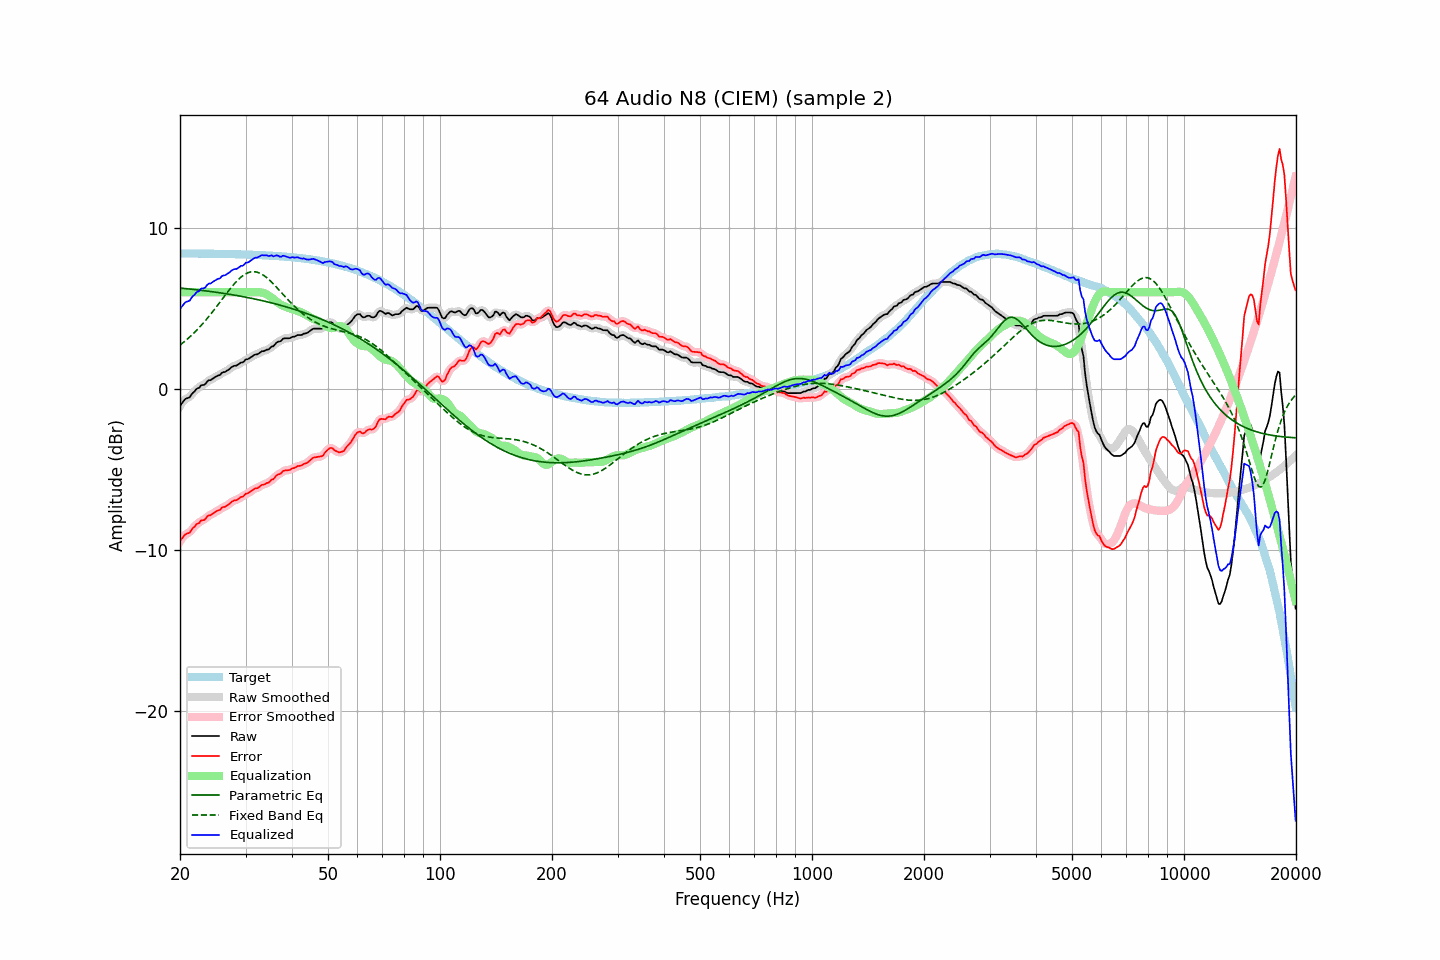 64 Audio N8 (CIEM) (sample 2)
Amplitude (dBr)
10
0
−10
−20
Target
Raw Smoothed
Error Smoothed
Raw
Error
Equalization
Parametric Eq
Fixed Band Eq
Equalized
20 50 100 200 500 1000 2000 5000 10000 20000
Frequency (Hz)